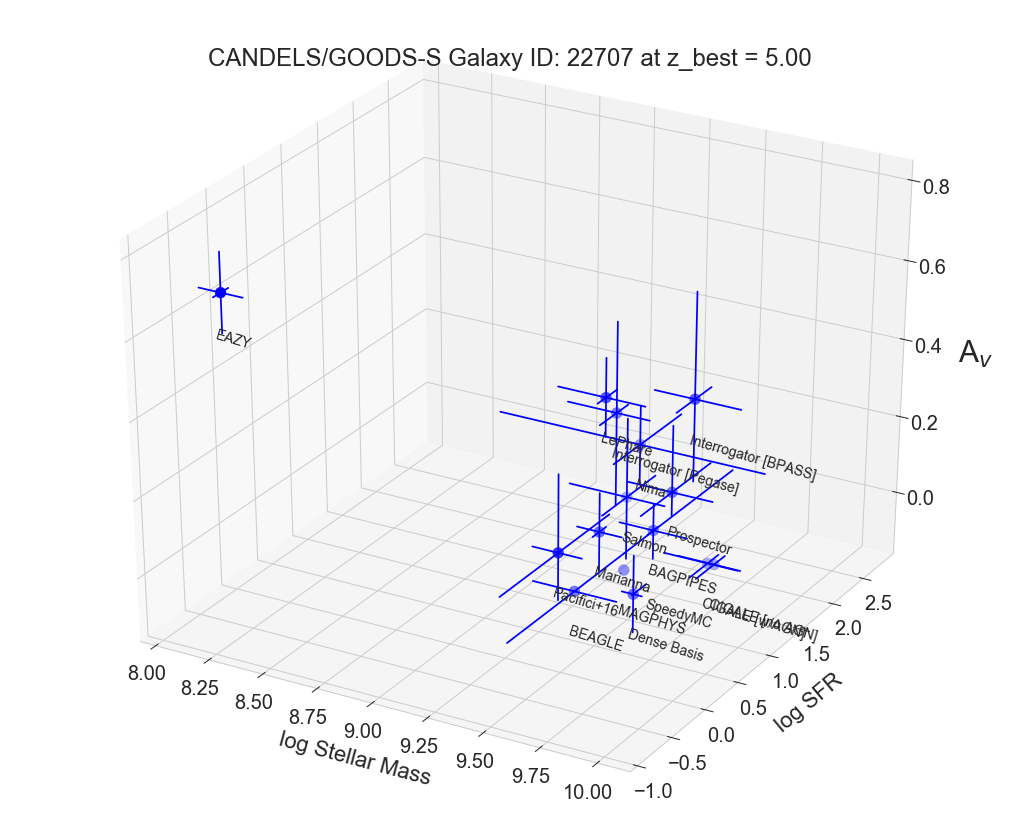 CANDELS/GOODS-S Galaxy ID: 22707 at z_best = 5.00
0.8
0.6
0.4
0.2
0.0
A_v
EAZY
LePhare
Interrogator [BPASS]
Interrogator [Pegase]
Nima
Prospector
Salmon
BAGPIPES
Marianna
Pacifici+16
MAGPHYS
SpeedyMC
BEAGLE
Dense Basis
8.00
8.25
8.50
8.75
9.00
9.25
9.50
9.75
10.00
log Stellar Mass
−1.0
−0.5
0.0
0.5
1.0
1.5
2.0
2.5
log SFR